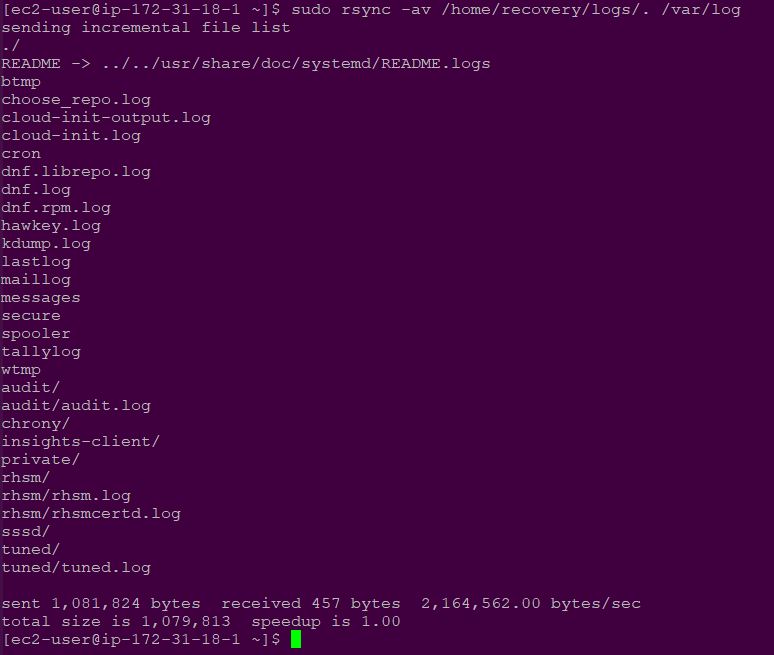 [ec2-user@ip-172-31-18-1 ~]$ sudo rsync -av /home/recovery/logs/. /var/log
sending incremental file list
./
README -> ../../usr/share/doc/systemd/README.logs
btmp
choose_repo.log
cloud-init-output.log
cloud-init.log
cron
dnf.librepo.log
dnf.log
dnf.rpm.log
hawkey.log
kdump.log
lastlog
maillog
messages
secure
spooler
tallylog
wtmp
audit/
audit/audit.log
chrony/
insights-client/
private/
rhsm/
rhsm/rhsm.log
rhsm/rhsmcertd.log
sssd/
tuned/
tuned/tuned.log
sent 1,081,824 bytes  received 457 bytes  2,164,562.00 bytes/sec
total size is 1,079,813  speedup is 1.00
[ec2-user@ip-172-31-18-1 ~]$